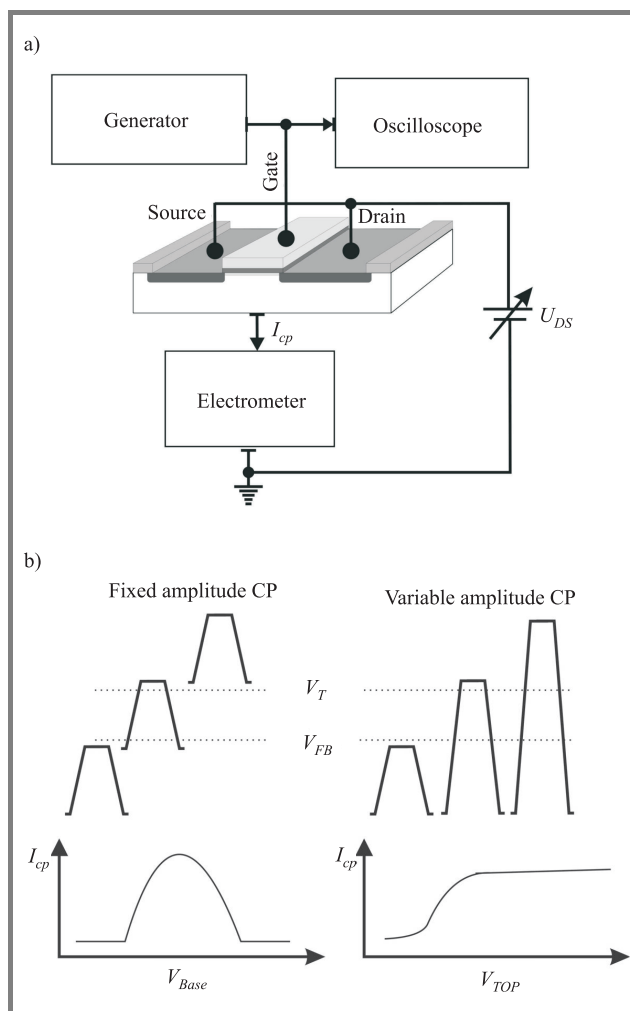 a)
Generator
Oscilloscope
Gate
Source
Drain
I_cp
U_DS
Electrometer
b)
Fixed amplitude CP
Variable amplitude CP
V_T
V_FB
I_cp
I_cp
V_Base
V_TOP